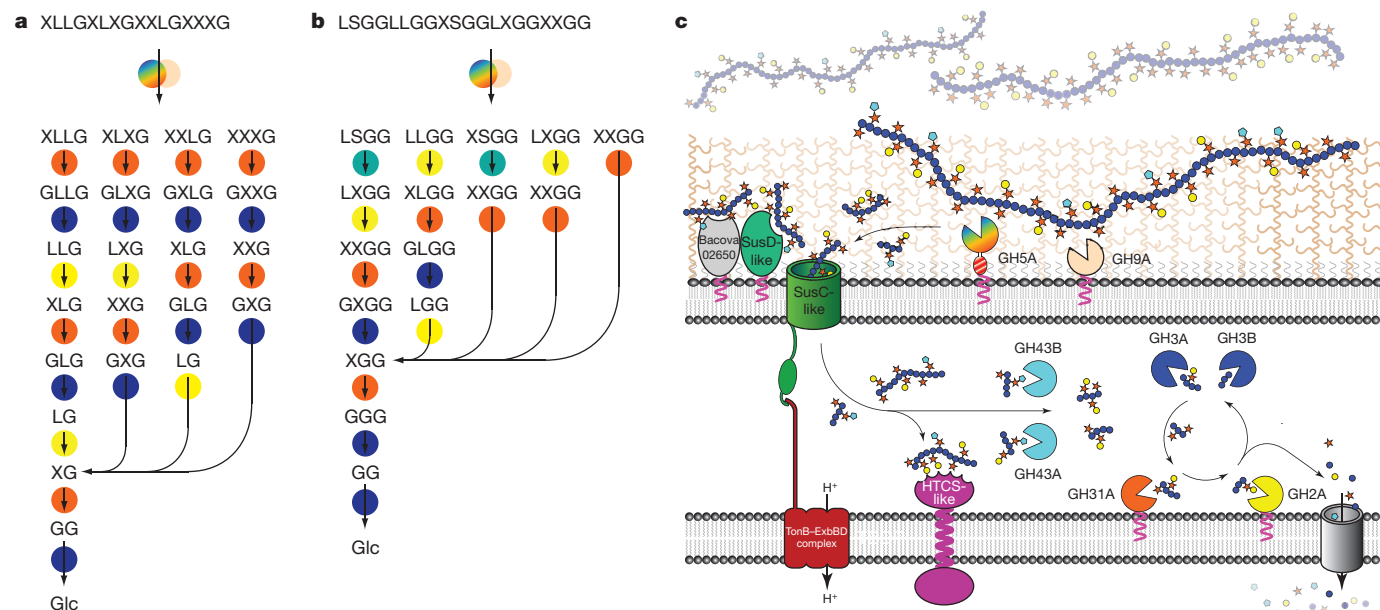 a XLLGXLXGXXLGXXXG
XLLG XLXG XXLG XXXG
GLLG GLXG GXLG GXXG
LLG LXG XLG XXG
XLG XXG GLG GXG
GLG GXG LG
LG
XG
GG
Glc
b LSGGLLGGXSGGLXGGXXGG
LSGG LLGG XSGG LXGG XXGG
LXGG XLGG XXGG XXGG
XXGG GLGG
GXGG LGG
XGG
GGG
GG
Glc
c
Bacova
02650
SusD-
like
SusC-
like
GH5A
GH9A
GH43B
GH43A
GH3A
GH3B
GH31A
GH2A
HTCS-
like
H⁺
TonB–ExbBD
complex
H⁺